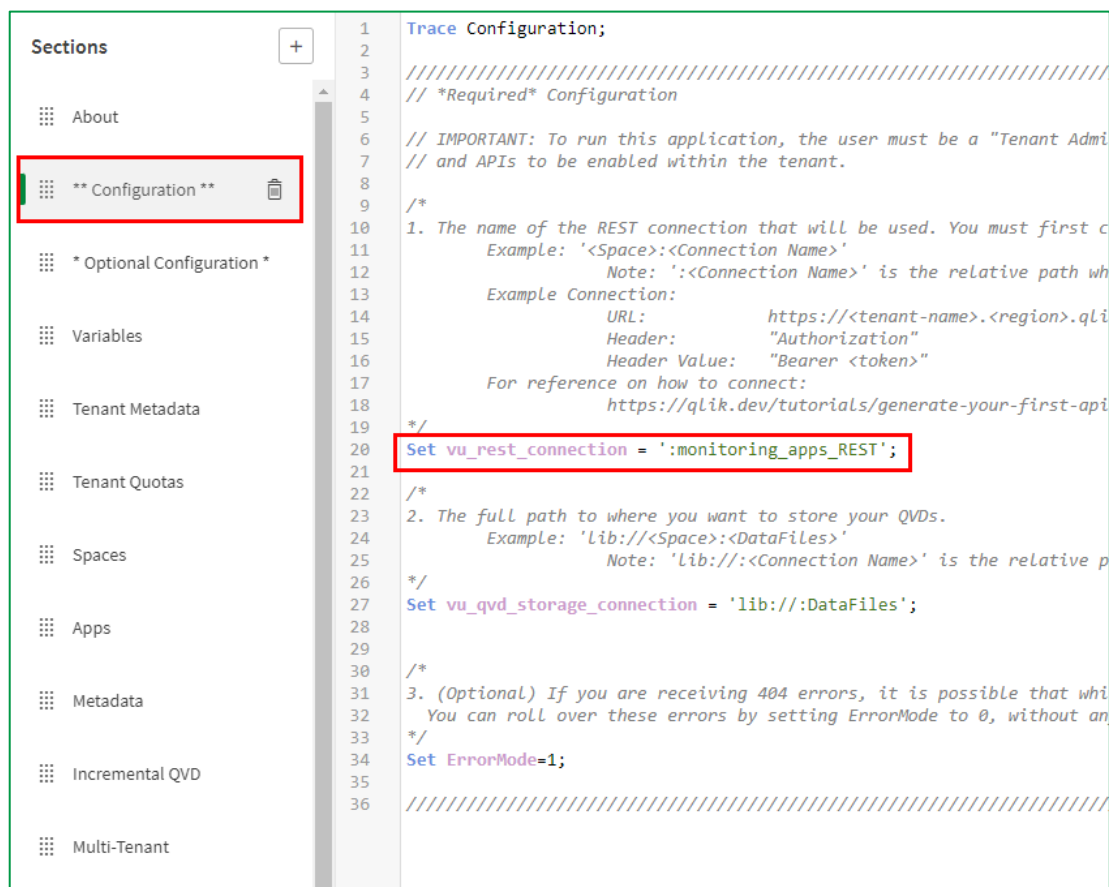 Sections
+
About
** Configuration **
* Optional Configuration *
Variables
Tenant Metadata
Tenant Quotas
Spaces
Apps
Metadata
Incremental QVD
Multi-Tenant
1 Trace Configuration;
2
3 //////////////////////////////////////////////////////////////////////
4 // *Required* Configuration
5
6 // IMPORTANT: To run this application, the user must be a "Tenant Admi
7 // and APIs to be enabled within the tenant.
8
9 /*
10 1. The name of the REST connection that will be used. You must first c
11 Example: '<Space>:<Connection Name>'
12 Note: ':<Connection Name>' is the relative path wh
13 Example Connection:
14 URL: https://<tenant-name>.<region>.qli
15 Header: "Authorization"
16 Header Value: "Bearer <token>"
17 For reference on how to connect:
18 https://qlik.dev/tutorials/generate-your-first-api
19 */
20 Set vu_rest_connection = ':monitoring_apps_REST';
21
22 /*
23 2. The full path to where you want to store your QVDs.
24 Example: 'lib://<Space>:<DataFiles>'
25 Note: 'lib://:<Connection Name>' is the relative p
26 */
27 Set vu_qvd_storage_connection = 'lib://:DataFiles';
28
29
30 /*
31 3. (Optional) If you are receiving 404 errors, it is possible that whi
32 You can roll over these errors by setting ErrorMode to 0, without an
33 */
34 Set ErrorMode=1;
35
36 //////////////////////////////////////////////////////////////////////